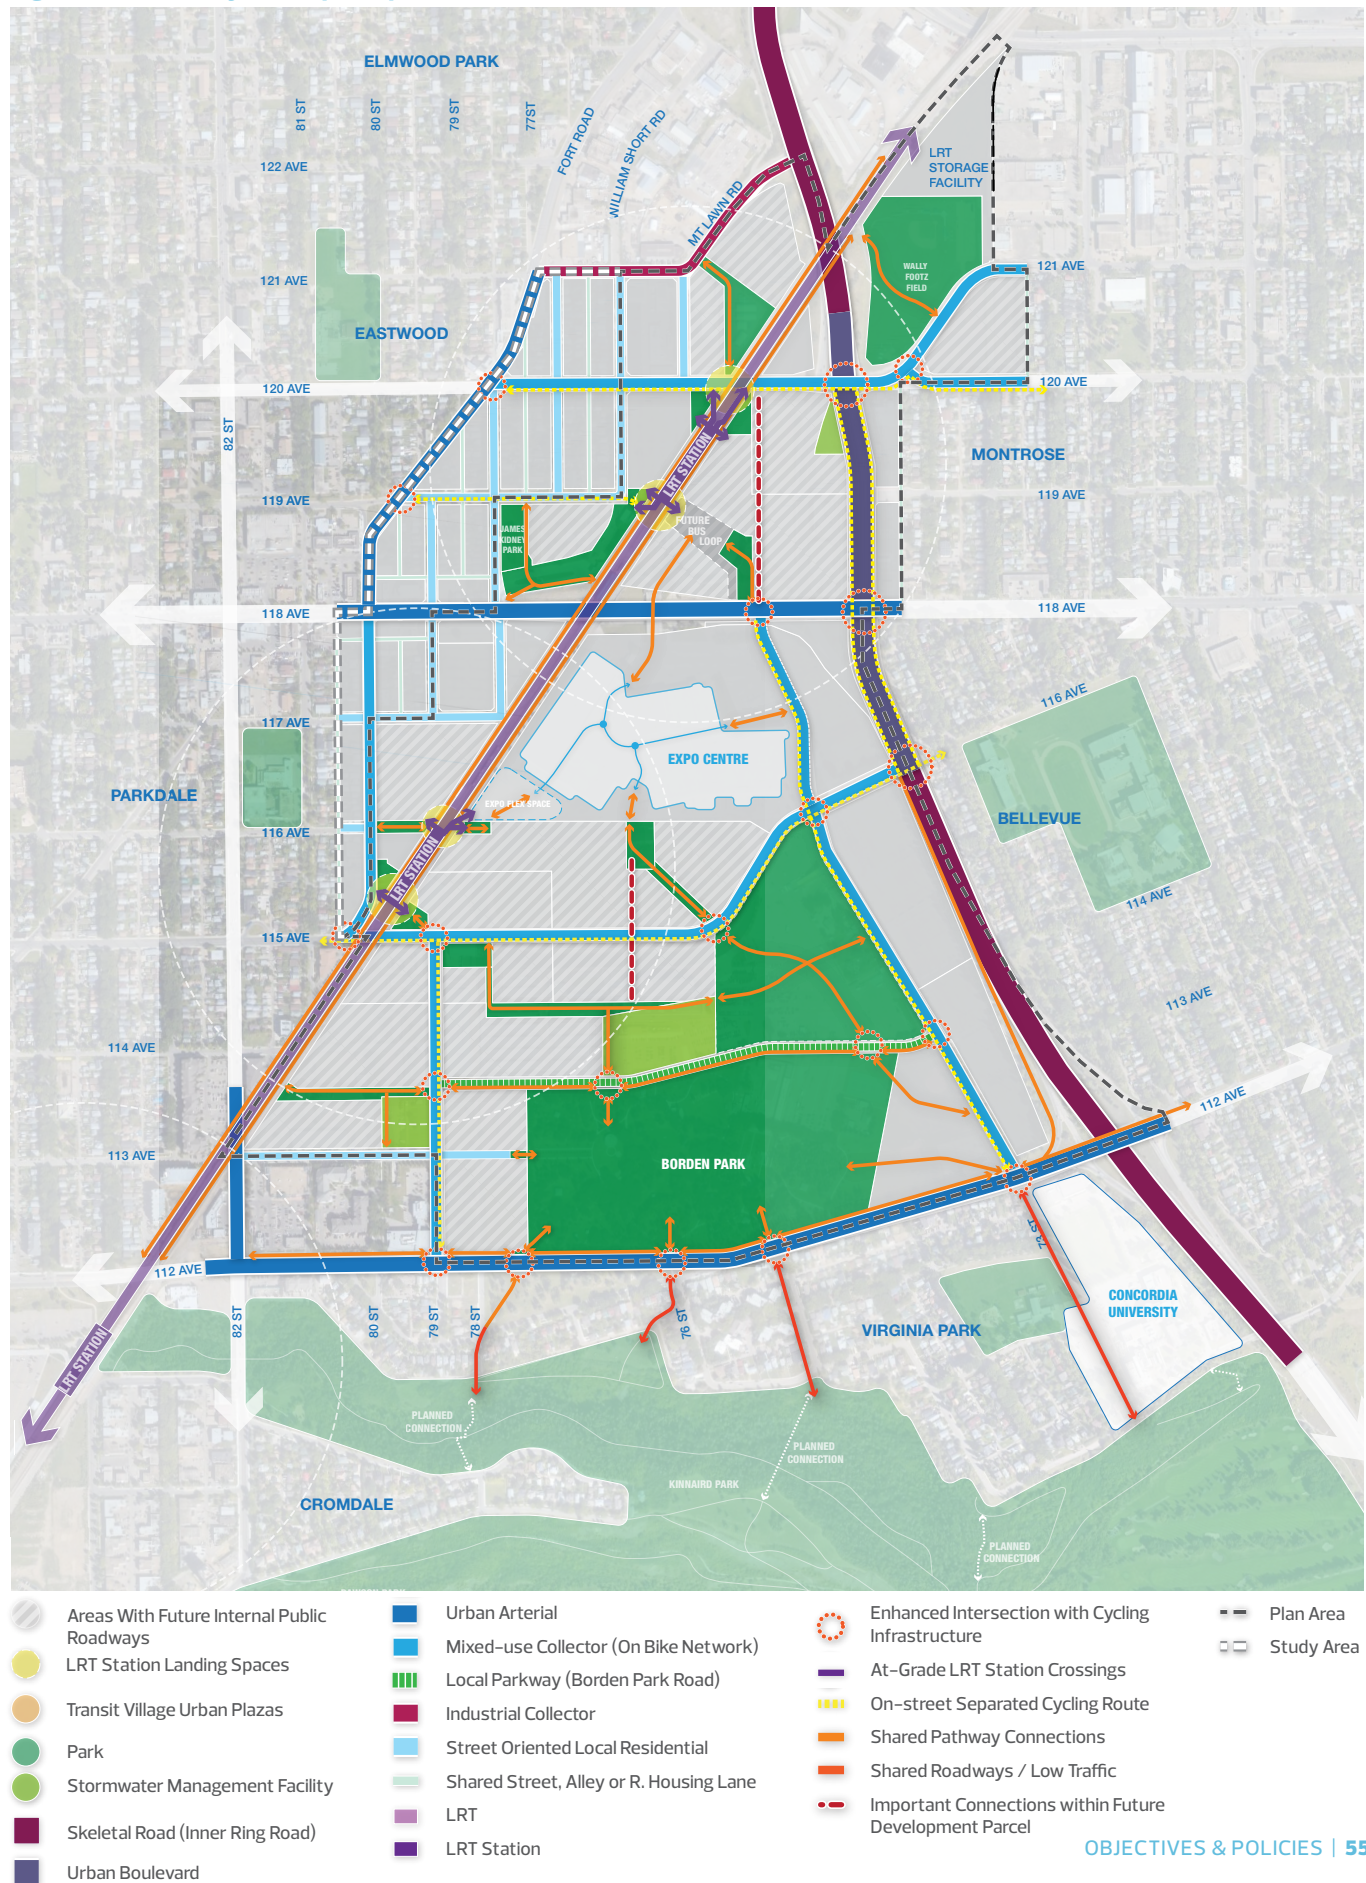 ELMWOOD PARK
81 ST
80 ST
79 ST
77ST
FORT ROAD
WILLIAM SHORT RD
MT LAWN RD
122 AVE
LRT
STORAGE
FACILITY
WALLY
FOOTZ
FIELD
121 AVE
121 AVE
EASTWOOD
120 AVE
120 AVE
82 ST
LRT STATION
MONTROSE
119 AVE
119 AVE
LRT STATION
FUTURE
BUS
LOOP
JAMES
KIDNEY
PARK
118 AVE
118 AVE
116 AVE
117 AVE
EXPO CENTRE
PARKDALE
EXPO FLEX SPACE
BELLEVUE
116 AVE
LRT STATION
114 AVE
115 AVE
113 AVE
114 AVE
112 AVE
113 AVE
BORDEN PARK
73 ST
112 AVE
CONCORDIA
UNIVERSITY
82 ST
80 ST
79 ST
78 ST
76 ST
VIRGINIA PARK
LRT STATION
PLANNED
CONNECTION
PLANNED
CONNECTION
KINNAIRD PARK
CROMDALE
PLANNED
CONNECTION
Areas With Future Internal Public
Roadways
LRT Station Landing Spaces
Transit Village Urban Plazas
Park
Stormwater Management Facility
Skeletal Road (Inner Ring Road)
Urban Boulevard
Urban Arterial
Mixed-use Collector (On Bike Network)
Local Parkway (Borden Park Road)
Industrial Collector
Street Oriented Local Residential
Shared Street, Alley or R. Housing Lane
LRT
LRT Station
Enhanced Intersection with Cycling
Infrastructure
At-Grade LRT Station Crossings
On-street Separated Cycling Route
Shared Pathway Connections
Shared Roadways / Low Traffic
Important Connections within Future
Development Parcel
Plan Area
Study Area
OBJECTIVES & POLICIES | 55